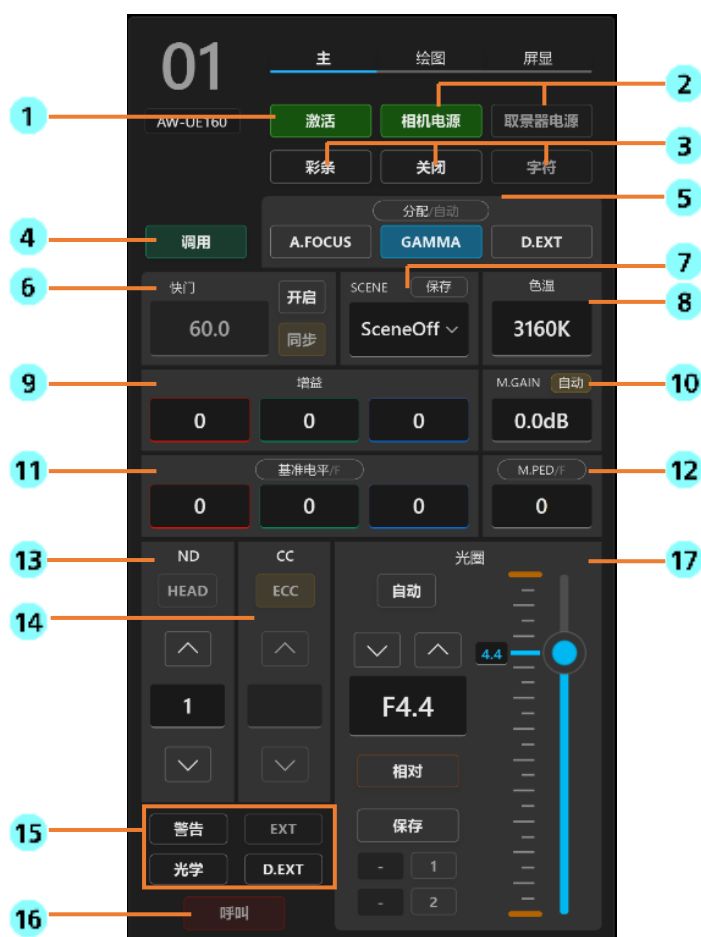 01
主 绘图 屏显
2
1
AW-UE160 激活 相机电源 取景器电源
3
彩条 关闭 字符
5
分配/自动
4
调用 A.FOCUS GAMMA D.EXT
7
6
快门 开启 SCENE 保存 色温
8
60.0 同步 SceneOff 3160K
9
增益 M.GAIN 自动
10
0 0 0 0.0dB
11
基准电平/F M.PED/F
12
0 0 0 0
13
ND CC 光圈
17
HEAD ECC 自动
14
4.4
1 F4.4
相对
15
警告 EXT 保存
光学 D.EXT - 1
16
呼叫 - 2